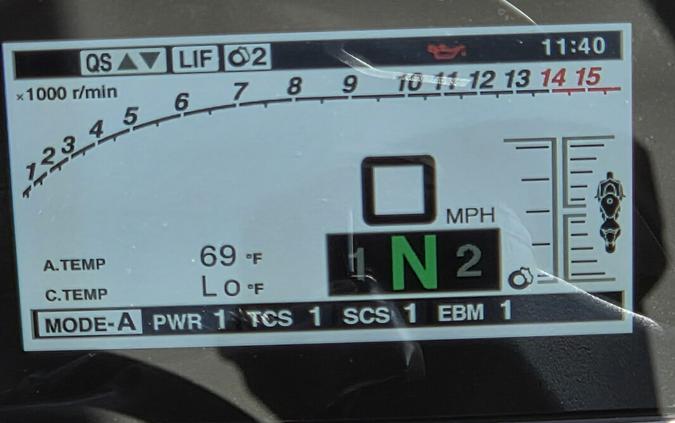 QS ▲▼ LIF 2 11:40
×1000 r/min
1 2 3 4 5 6 7 8 9 10 11 12 13 14 15
0 MPH
A.TEMP 69 °F
1 N 2
C.TEMP Lo °F
MODE-A PWR 1 TCS 1 SCS 1 EBM 1